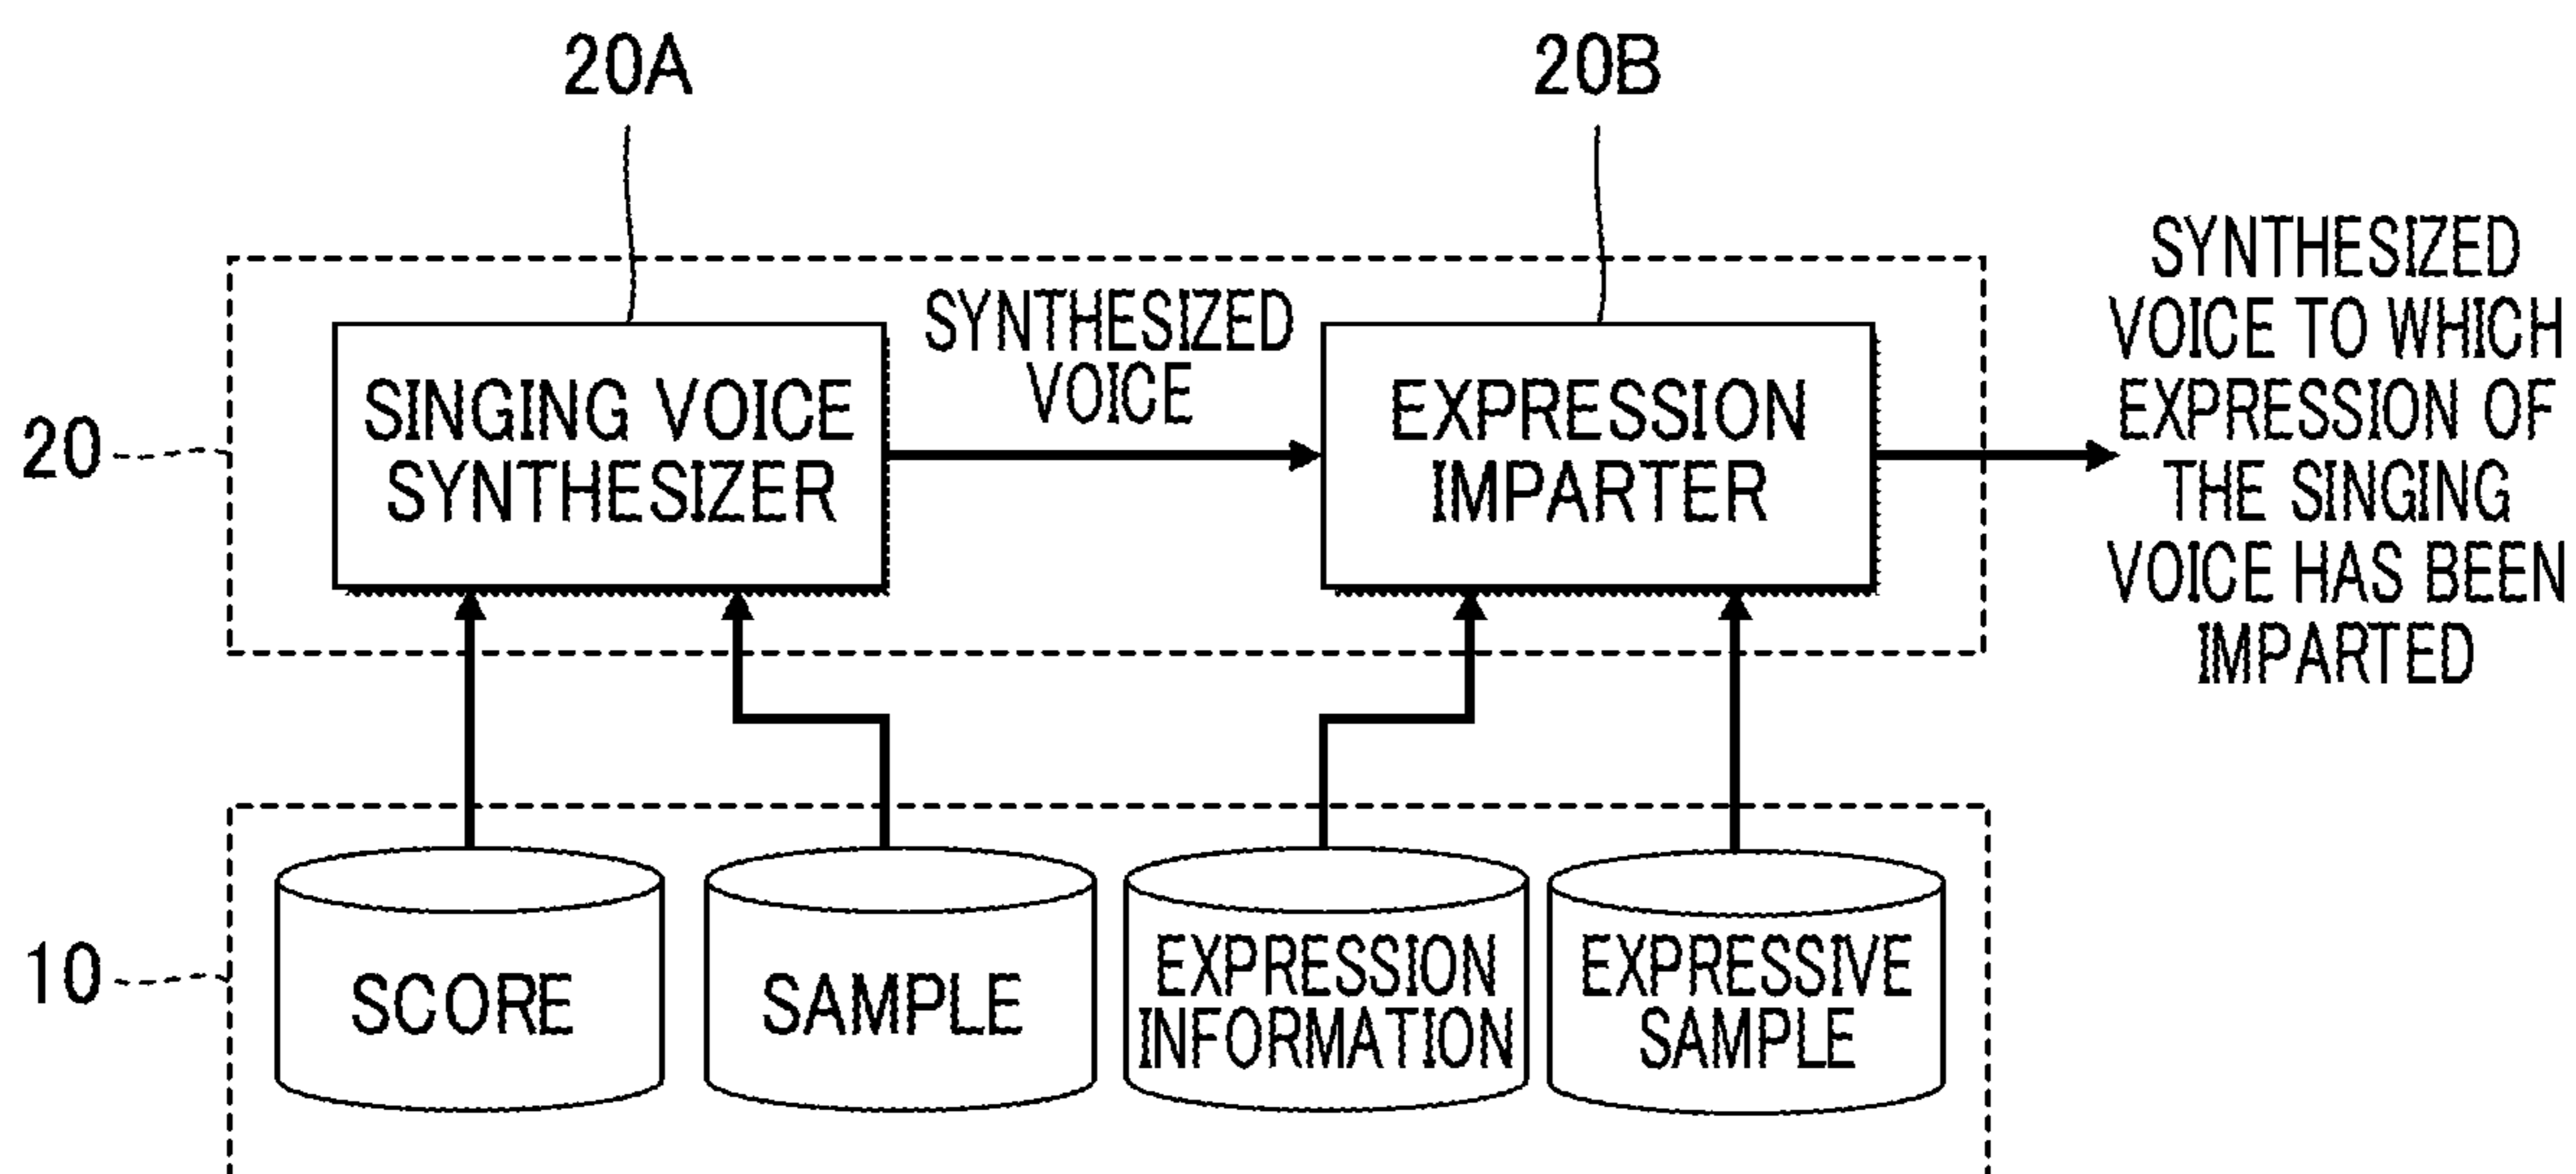 20A
20B
SYNTHESIZED
VOICE
SINGING VOICE
SYNTHESIZER
EXPRESSION
IMPARTER
SYNTHESIZED
VOICE TO WHICH
EXPRESSION OF
THE SINGING
VOICE HAS BEEN
IMPARTED
20
10
SCORE
SAMPLE
EXPRESSION
INFORMATION
EXPRESSIVE
SAMPLE